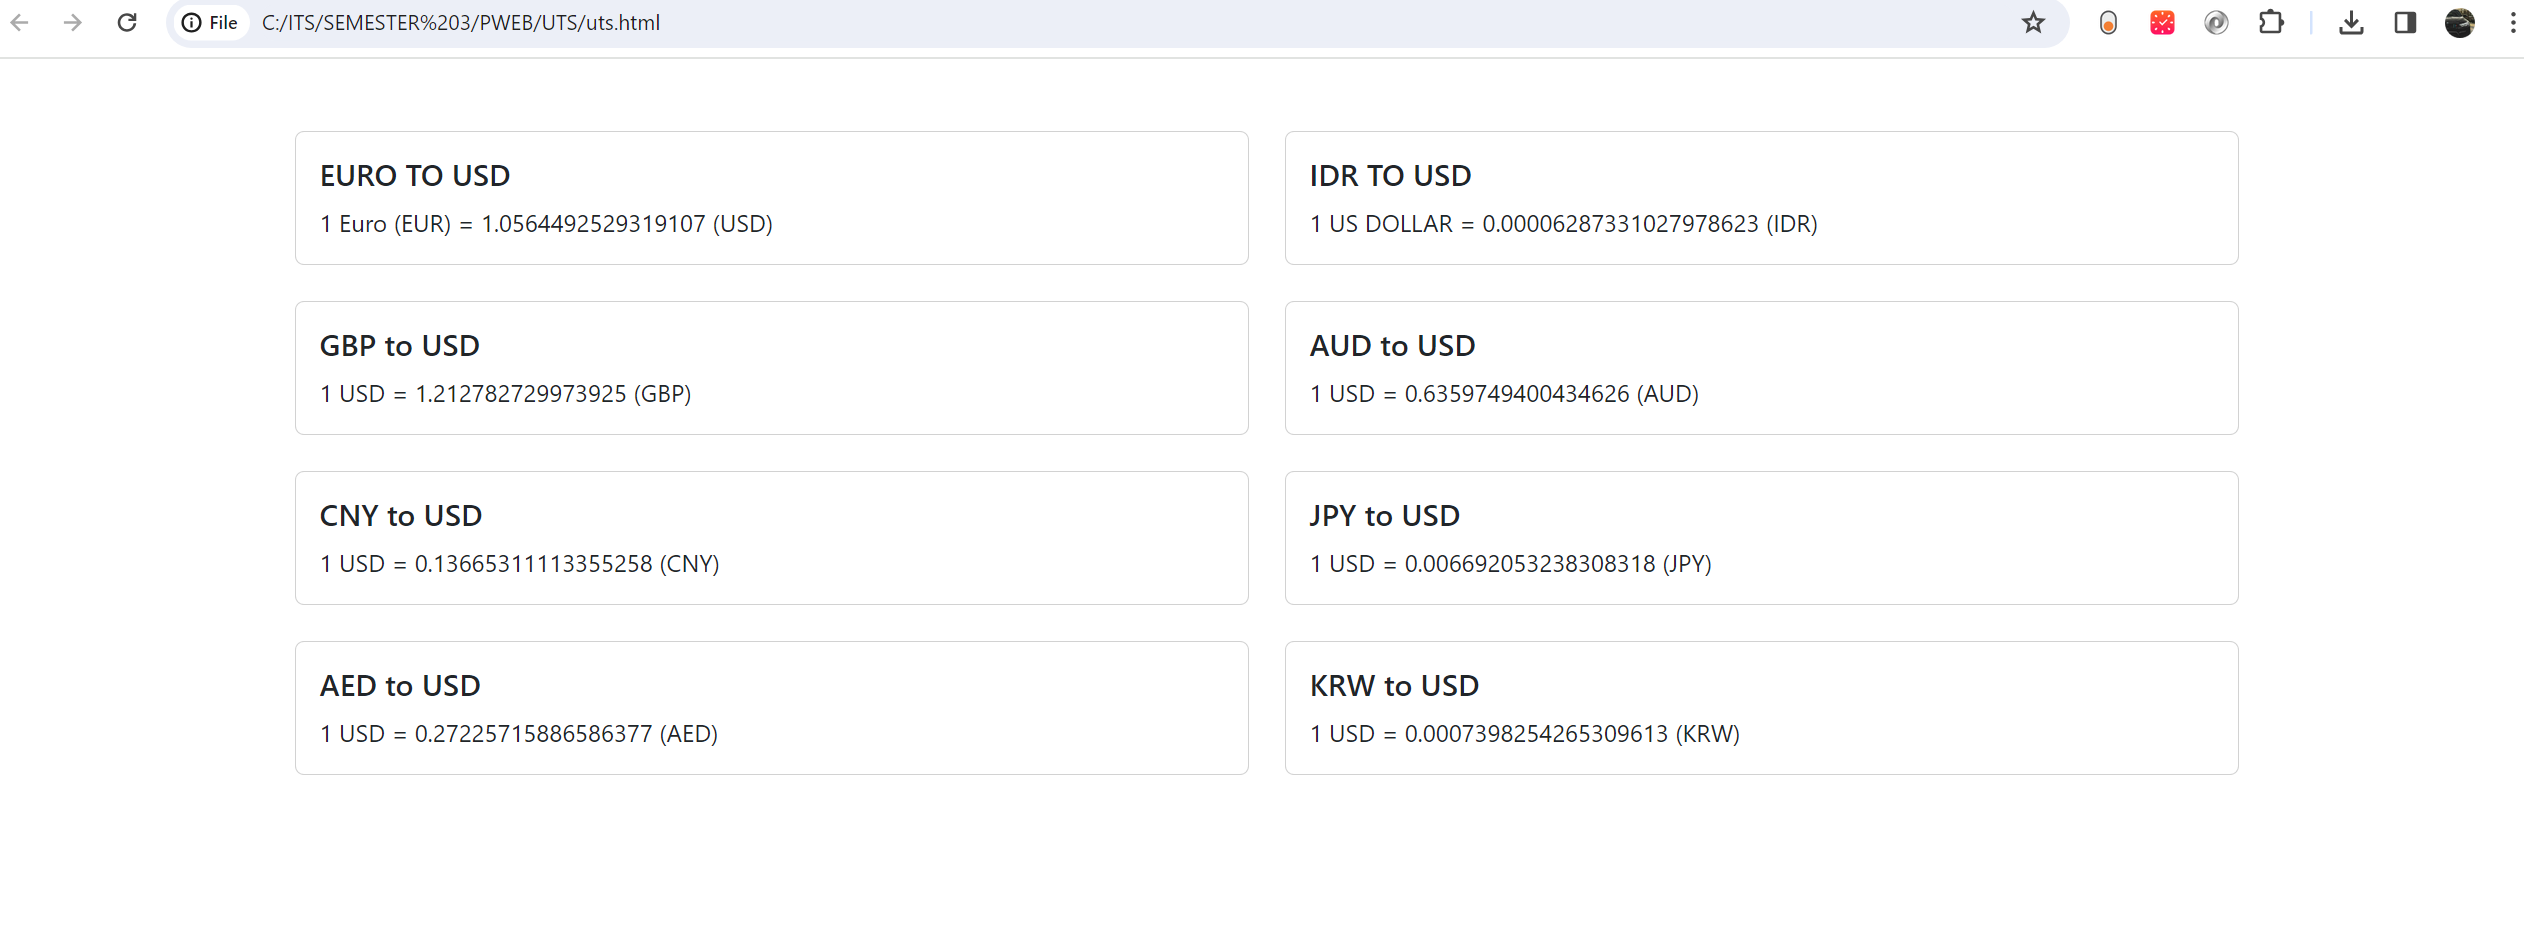 File C:/ITS/SEMESTER%203/PWEB/UTS/uts.html
EURO TO USD
1 Euro (EUR) = 1.0564492529319107 (USD)
IDR TO USD
1 US DOLLAR = 0.00006287331027978623 (IDR)
GBP to USD
1 USD = 1.212782729973925 (GBP)
AUD to USD
1 USD = 0.6359749400434626 (AUD)
CNY to USD
1 USD = 0.13665311113355258 (CNY)
JPY to USD
1 USD = 0.006692053238308318 (JPY)
AED to USD
1 USD = 0.27225715886586377 (AED)
KRW to USD
1 USD = 0.0007398254265309613 (KRW)